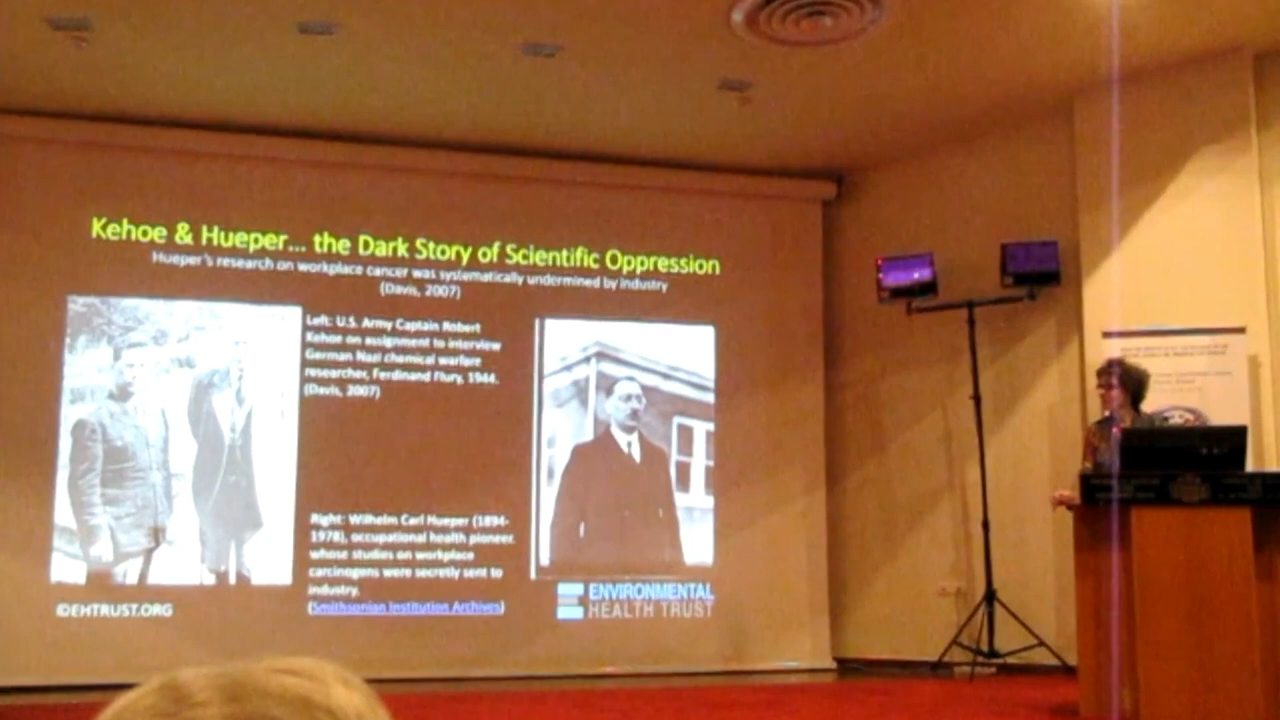 Kehoe & Hueper... the Dark Story of Scientific Oppression
Hueper's research on workplace cancer was systematically undermined by industry
(Davis, 2007)
Left: U.S. Army Captain Robert
Kehoe on assignment to interview
German Nazi chemical warfare
researcher, Ferdinand Flury, 1944.
(Davis, 2007)
Right: Wilhelm Carl Hueper (1894-
1978), occupational health pioneer
whose studies on workplace
carcinogens were secretly sent to
industry.
(Smithsonian Institution Archives)
©EHTRUST.ORG
ENVIRONMENTAL
HEALTH TRUST